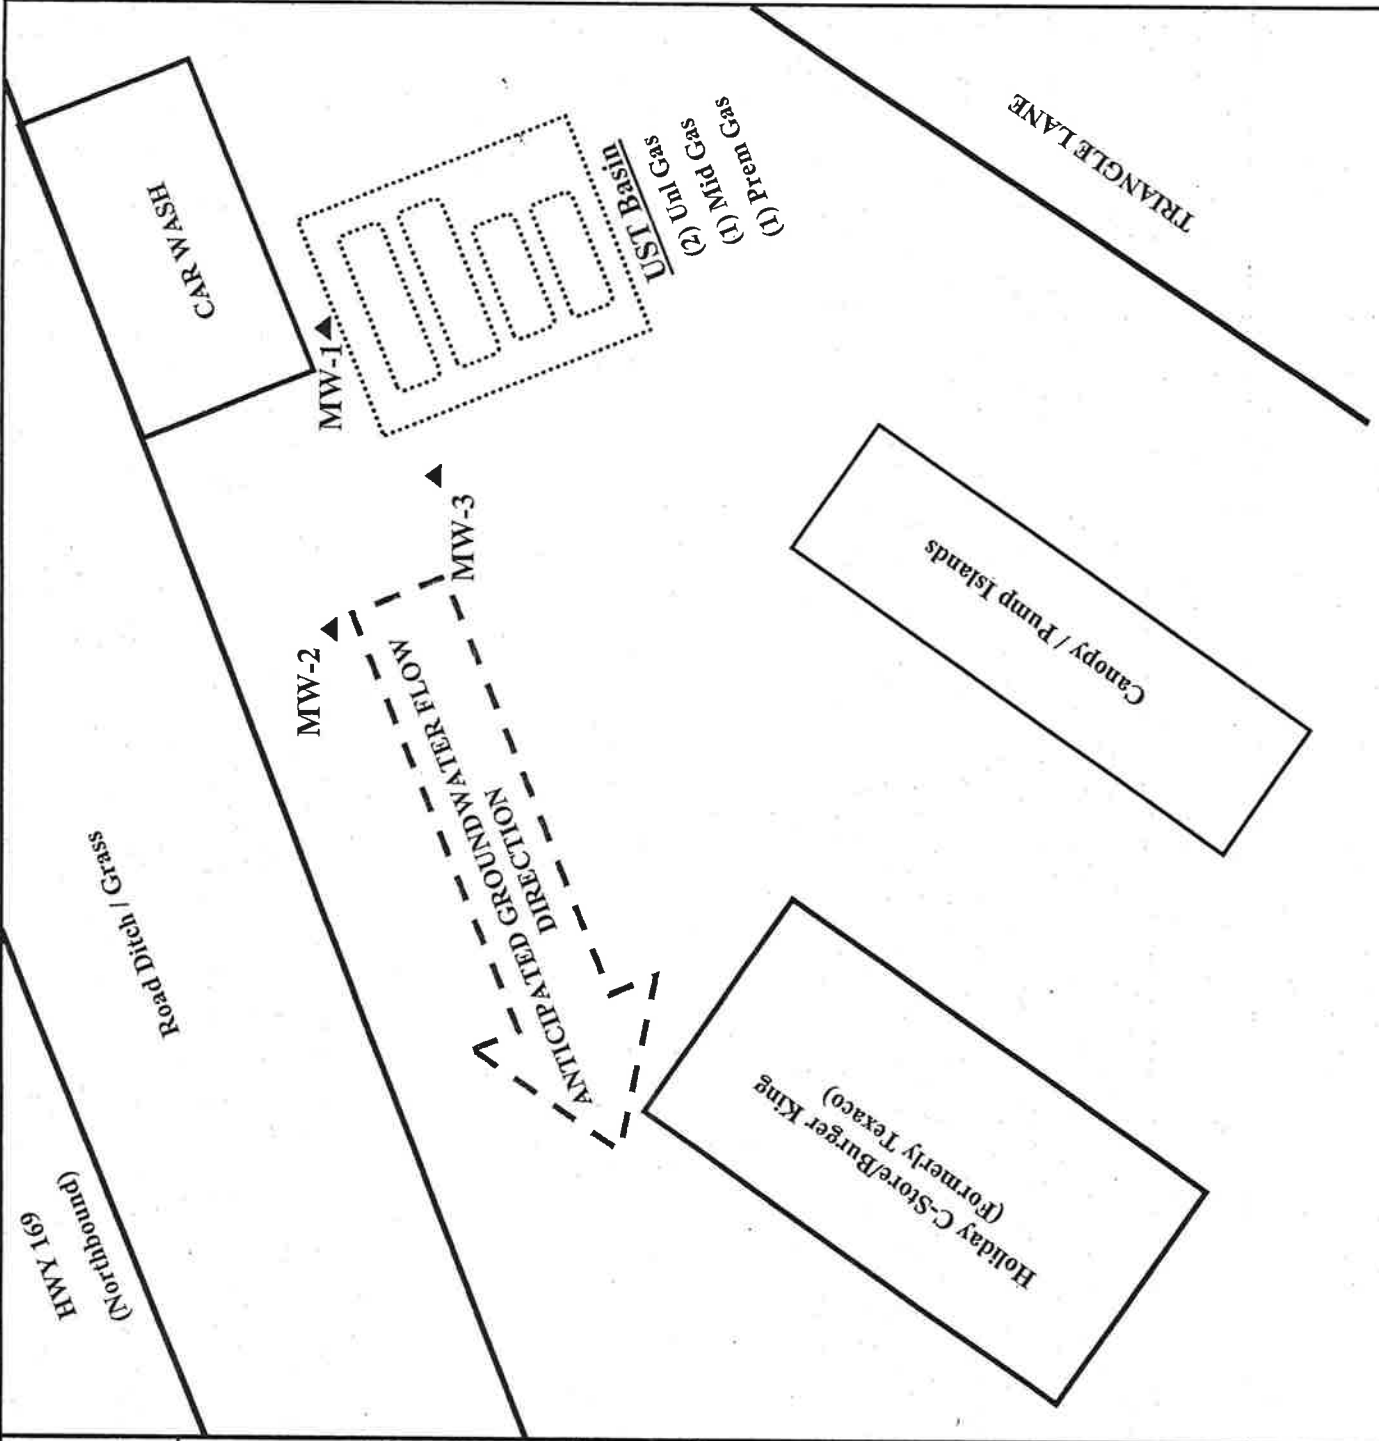 CAR WASH
MW-1
UST Basin
(2) Unl Gas
(1) Mid Gas
(1) Prem Gas
TRIANGLE LANE
MW-3
MW-2
ANTICIPATED GROUNDWATER FLOW
DIRECTION
Canopy / Pump Islands
Road Ditch / Grass
HWY 169
(Northbound)
Holiday C-Store/Burger King
(Formerly Texaco)